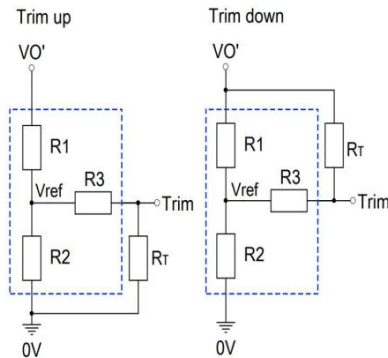 Trim up
VO'
R1
Vref
R3
Trim
R2
RT
0V
Trim down
VO'
R1
RT
Vref
R3
Trim
R2
0V